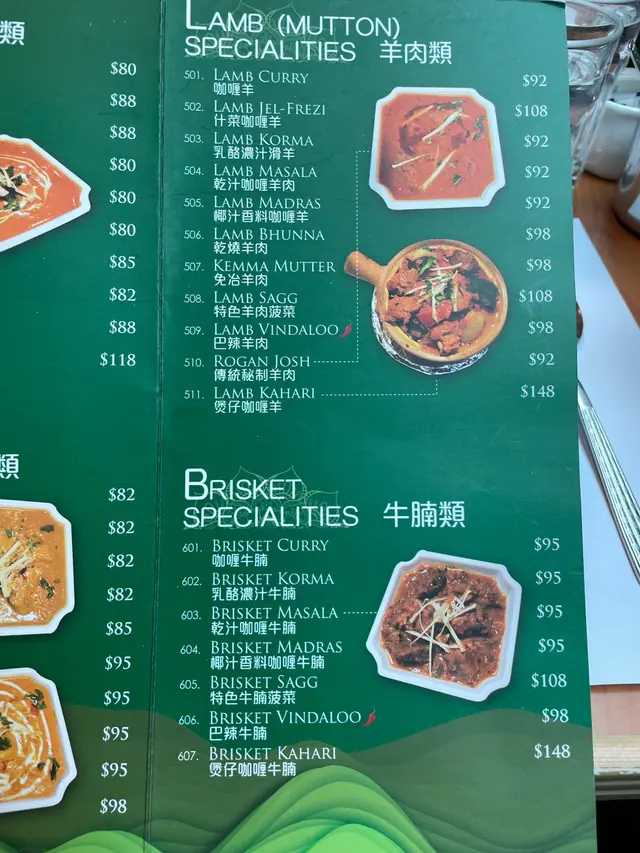 類
$80
$88
$88
$80
$80
$80
$85
$82
$88
$118
類
$82
$82
$82
$82
$85
$95
$95
$95
$95
$98
LAMB (MUTTON)
SPECIALITIES 羊肉類
501. LAMB CURRY $92
咖喱羊
502. LAMB JEL-FREZI $108
什菜咖喱羊
503. LAMB KORMA $92
乳酪濃汁滑羊
504. LAMB MASALA $92
乾汁咖喱羊肉
505. LAMB MADRAS $92
椰汁香料咖喱羊
506. LAMB BHUNNA $98
乾燒羊肉
507. KEMMA MUTTER $98
免冶羊肉
508. LAMB SAGG $108
特色羊肉菠菜
509. LAMB VINDALOO $98
巴辣羊肉
510. ROGAN JOSH $92
傳統秘制羊肉
511. LAMB KAHARI $148
煲仔咖喱羊
BRISKET
SPECIALITIES 牛腩類
601. BRISKET CURRY $95
咖喱牛腩
602. BRISKET KORMA $95
乳酪濃汁牛腩
603. BRISKET MASALA $95
乾汁咖喱牛腩
604. BRISKET MADRAS $95
椰汁香料咖喱牛腩
605. BRISKET SAGG $108
特色牛腩菠菜
606. BRISKET VINDALOO $98
巴辣牛腩
607. BRISKET KAHARI $148
煲仔咖喱牛腩